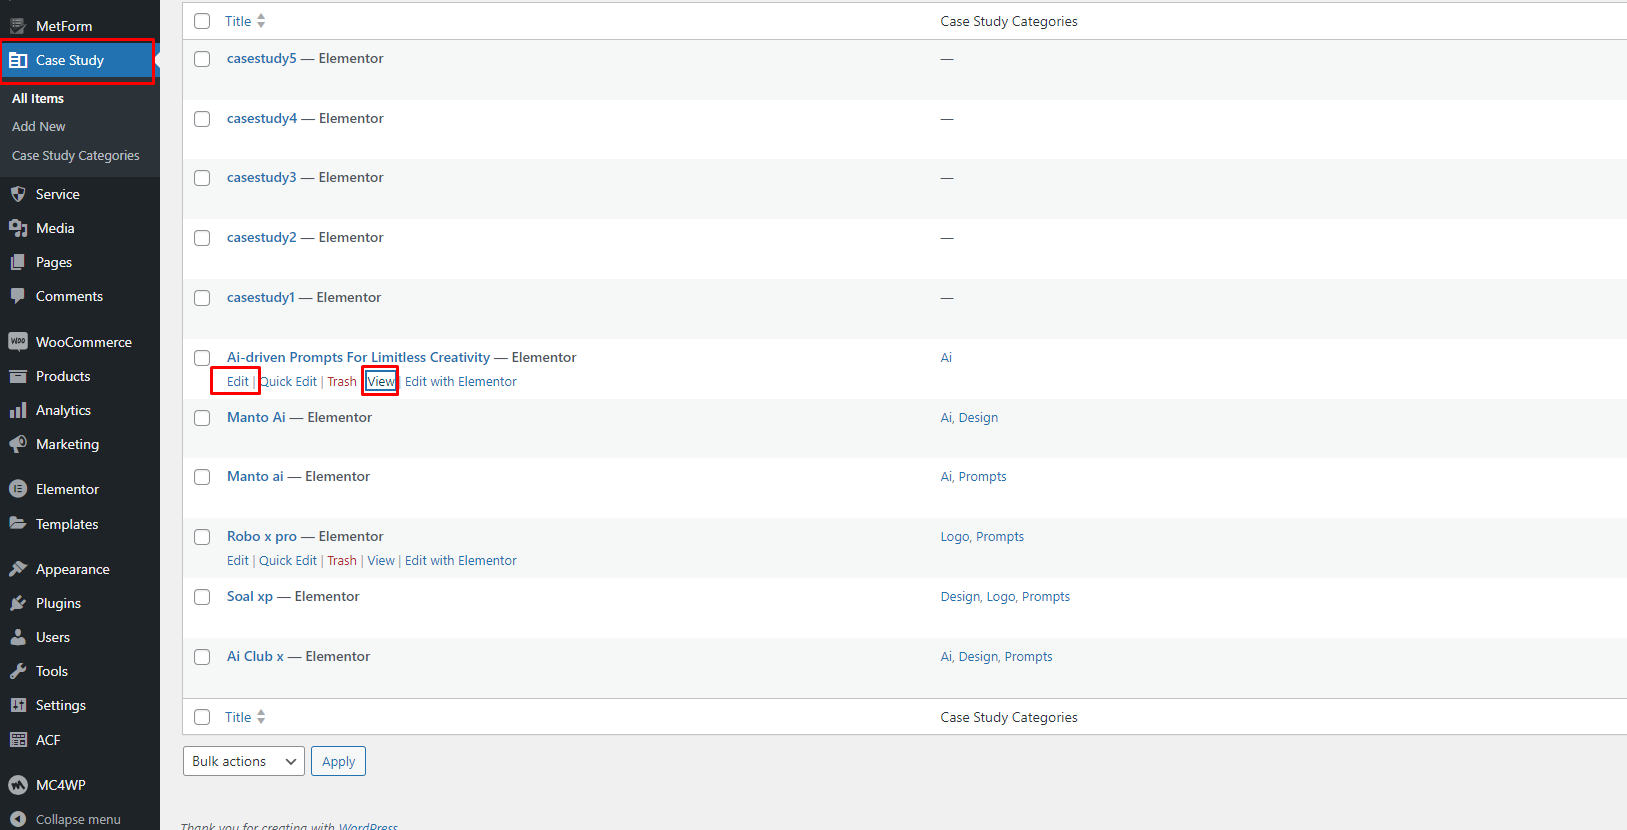 MetForm
Case Study
All Items
Add New
Case Study Categories
Service
Media
Pages
Comments
WooCommerce
Products
Analytics
Marketing
Elementor
Templates
Appearance
Plugins
Users
Tools
Settings
ACF
MC4WP
Collapse menu
Title Case Study Categories
casestudy5 — Elementor —
casestudy4 — Elementor —
casestudy3 — Elementor —
casestudy2 — Elementor —
casestudy1 — Elementor —
Ai-driven Prompts For Limitless Creativity — Elementor Ai
Edit | Quick Edit | Trash | View | Edit with Elementor
Manto Ai — Elementor Ai, Design
Manto ai — Elementor Ai, Prompts
Robo x pro — Elementor Logo, Prompts
Edit | Quick Edit | Trash | View | Edit with Elementor
Soal xp — Elementor Design, Logo, Prompts
Ai Club x — Elementor Ai, Design, Prompts
Title Case Study Categories
Bulk actions Apply
Thank you for creating with WordPress.